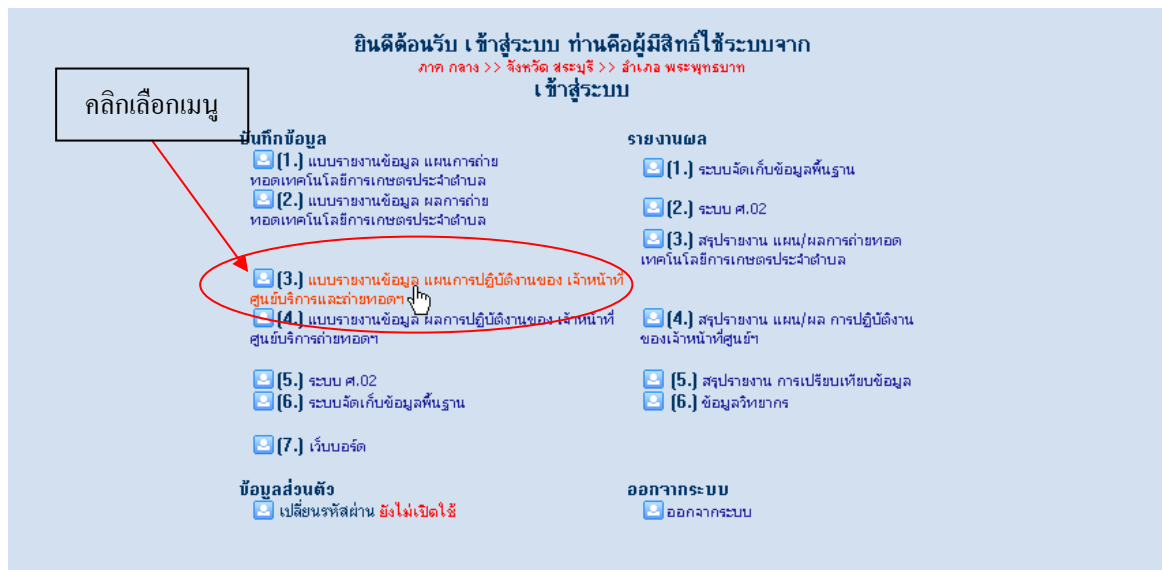 ยินดีต้อนรับ เข้าสู่ระบบ ท่านคือผู้มีสิทธิ์ใช้ระบบจาก
ภาค กลาง >> จังหวัด สระบุรี >> อำเภอ พระพุทธบาท
เข้าสู่ระบบ
คลิกเลือกเมนู
บันทึกข้อมูล
(1.) แบบรายงานข้อมูล แผนการถ่าย
ทอดเทคโนโลยีการเกษตรประจำตำบล
(2.) แบบรายงานข้อมูล ผลการถ่าย
ทอดเทคโนโลยีการเกษตรประจำตำบล
(3.) แบบรายงานข้อมูล แผนการปฏิบัติงานของ เจ้าหน้าที่
ศูนย์บริการและถ่ายทอดฯ
(4.) แบบรายงานข้อมูล ผลการปฏิบัติงานของ เจ้าหน้าที่
ศูนย์บริการถ่ายทอดฯ
(5.) ระบบ ศ.02
(6.) ระบบจัดเก็บข้อมูลพื้นฐาน
(7.) เว็บบอร์ด
รายงานผล
(1.) ระบบจัดเก็บข้อมูลพื้นฐาน
(2.) ระบบ ศ.02
(3.) สรุปรายงาน แผน/ผลการถ่ายทอด
เทคโนโลยีการเกษตรประจำตำบล
(4.) สรุปรายงาน แผน/ผล การปฏิบัติงาน
ของเจ้าหน้าที่ศูนย์ฯ
(5.) สรุปรายงาน การเปรียบเทียบข้อมูล
(6.) ข้อมูลวิทยากร
ข้อมูลส่วนตัว
เปลี่ยนรหัสผ่าน ยังไม่เปิดใช้
ออกจากระบบ
ออกจากระบบ